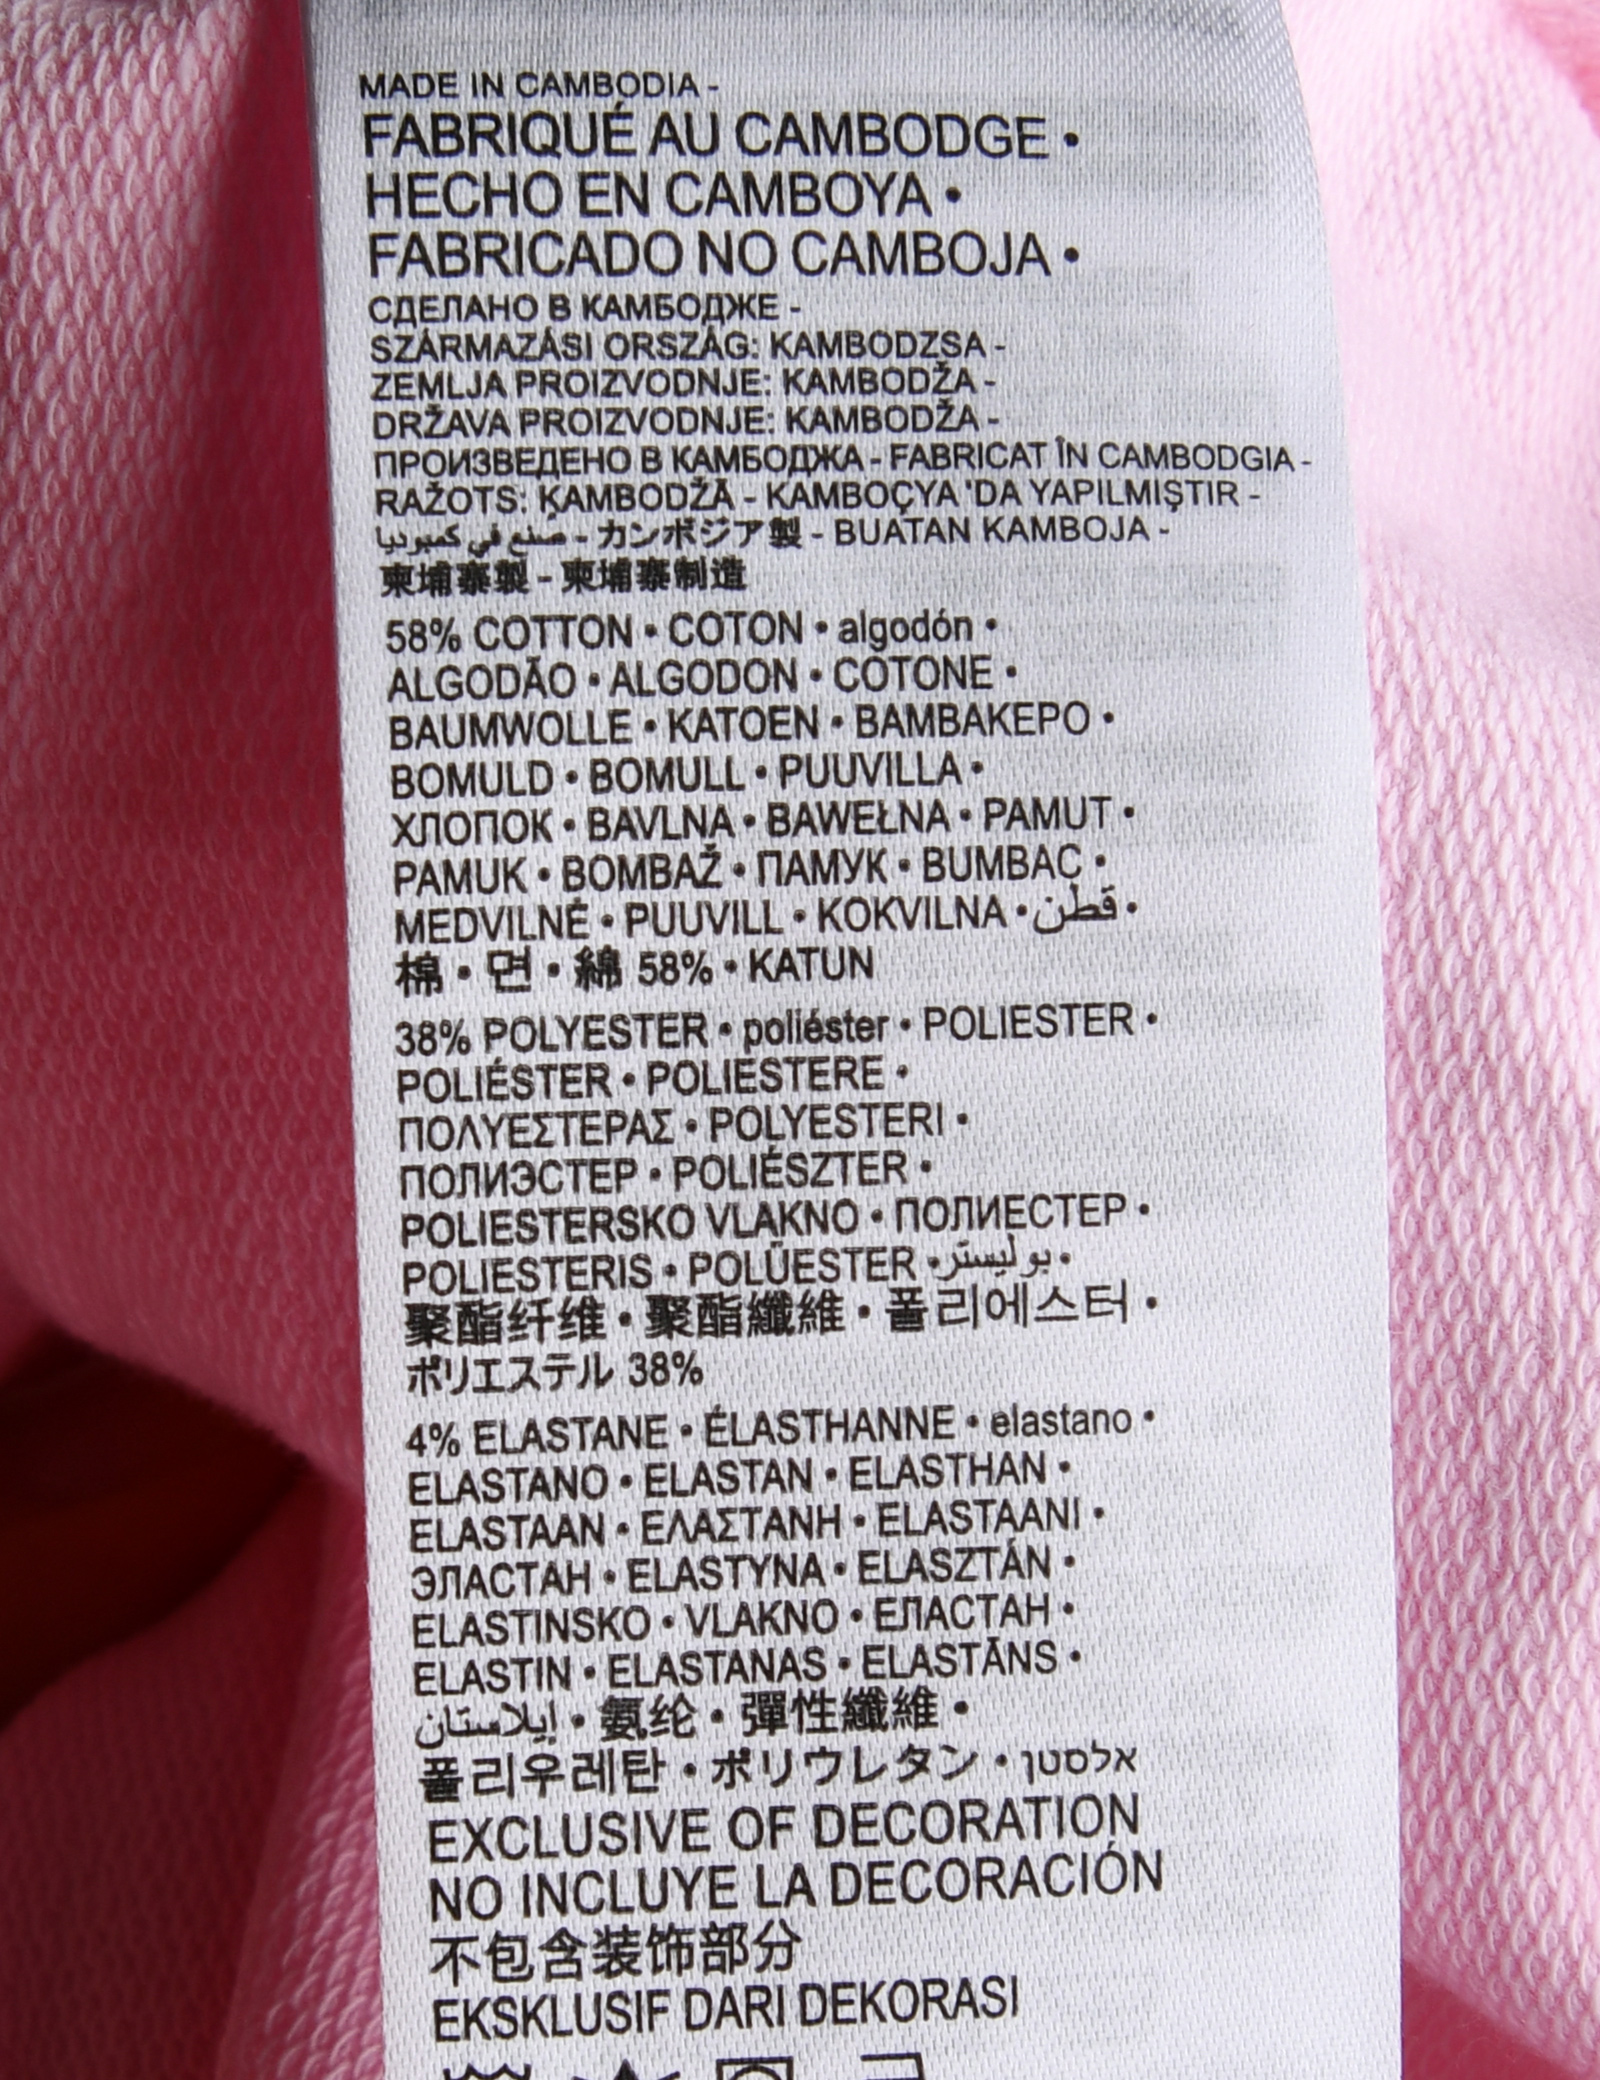 MADE IN CAMBODIA -
FABRIQUÉ AU CAMBODGE •
HECHO EN CAMBOYA •
FABRICADO NO CAMBOJA •
СДЕЛАНО В КАМБОДЖЕ -
SZÁRMAZÁSI ORSZÁG: KAMBODZSA -
ZEMLJA PROIZVODNJE: KAMBODŽA -
DRŽAVA PROIZVODNJE: KAMBODŽA -
ПРОИЗВЕДЕНО В КАМБОДЖА - FABRICAT ÎN CAMBODGIA -
RAŽOTS: ĶAMBODŽĀ - KAMBOÇYA 'DA YAPILMIŞTIR -
صنع في كمبوديا - カンボジア製 - BUATAN KAMBOJA -
柬埔寨製 - 柬埔寨制造
58% COTTON • COTON • algodón •
ALGODÃO • ALGODON • COTONE •
BAUMWOLLE • KATOEN • ΒΑΜΒΑΚΕΡΟ •
BOMULD • BOMULL • PUUVILLA •
ХЛОПОК • BAVLNA • BAWEŁNA • PAMUT •
PAMUK • BOMBAŽ • ПАМУК • BUMBAC •
MEDVILNĖ • PUUVILL • KOKVILNA • قطن •
棉 • 면 • 綿 58% • KATUN
38% POLYESTER • poliéster • POLIESTER •
POLIÉSTER • POLIESTERE •
ΠΟΛΥΕΣΤΕΡΑΣ • POLYESTERI •
ПОЛИЭСТЕР • POLIÉSZTER •
POLIESTERSKO VLAKNO • ПОЛИЕСТЕР •
POLIESTERIS • POLÜESTER • بوليستر •
聚酯纤维 • 聚酯纖維 • 폴리에스터 •
ポリエステル 38%
4% ELASTANE • ÉLASTHANNE • elastano •
ELASTANO • ELASTAN • ELASTHAN •
ELASTAAN • ΕΛΑΣΤΑΝΗ • ELASTAANI •
ЭЛАСТАН • ELASTYNA • ELASZTÁN •
ELASTINSKO • VLAKNO • ЕЛАСТАН •
ELASTIN • ELASTANAS • ELASTĀNS •
إيلاستان • 氨纶 • 彈性纖維 •
폴리우레탄 • ポリウレタン • אלסטן
EXCLUSIVE OF DECORATION
NO INCLUYE LA DECORACIÓN
不包含装饰部分
EKSKLUSIF DARI DEKORASI